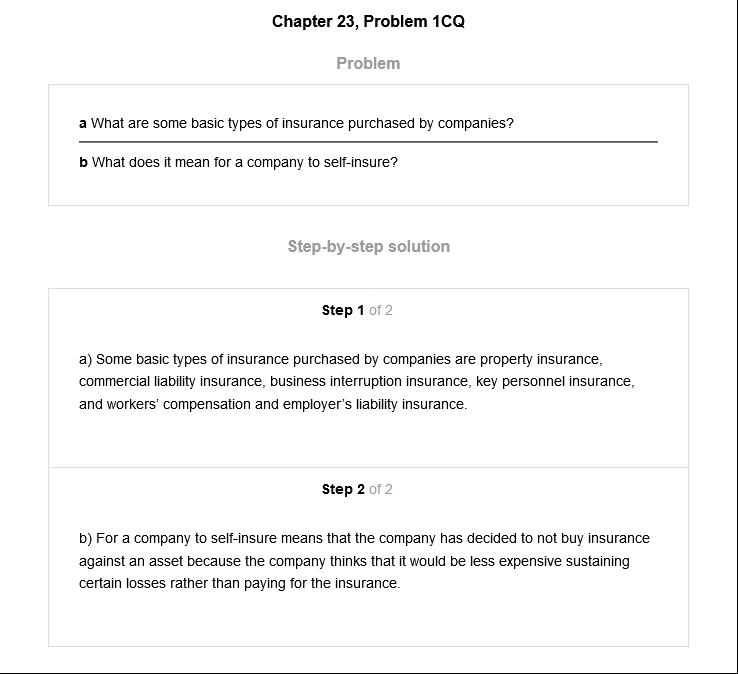 Chapter 23, Problem 1CQ
Problem
a What are some basic types of insurance purchased by companies?
b What does it mean for a company to self-insure?
Step-by-step solution
Step 1 of 2
a) Some basic types of insurance purchased by companies are property insurance,
commercial liability insurance, business interruption insurance, key personnel insurance,
and workers’ compensation and employer’s liability insurance.
Step 2 of 2
b) For a company to self-insure means that the company has decided to not buy insurance
against an asset because the company thinks that it would be less expensive sustaining
certain losses rather than paying for the insurance.